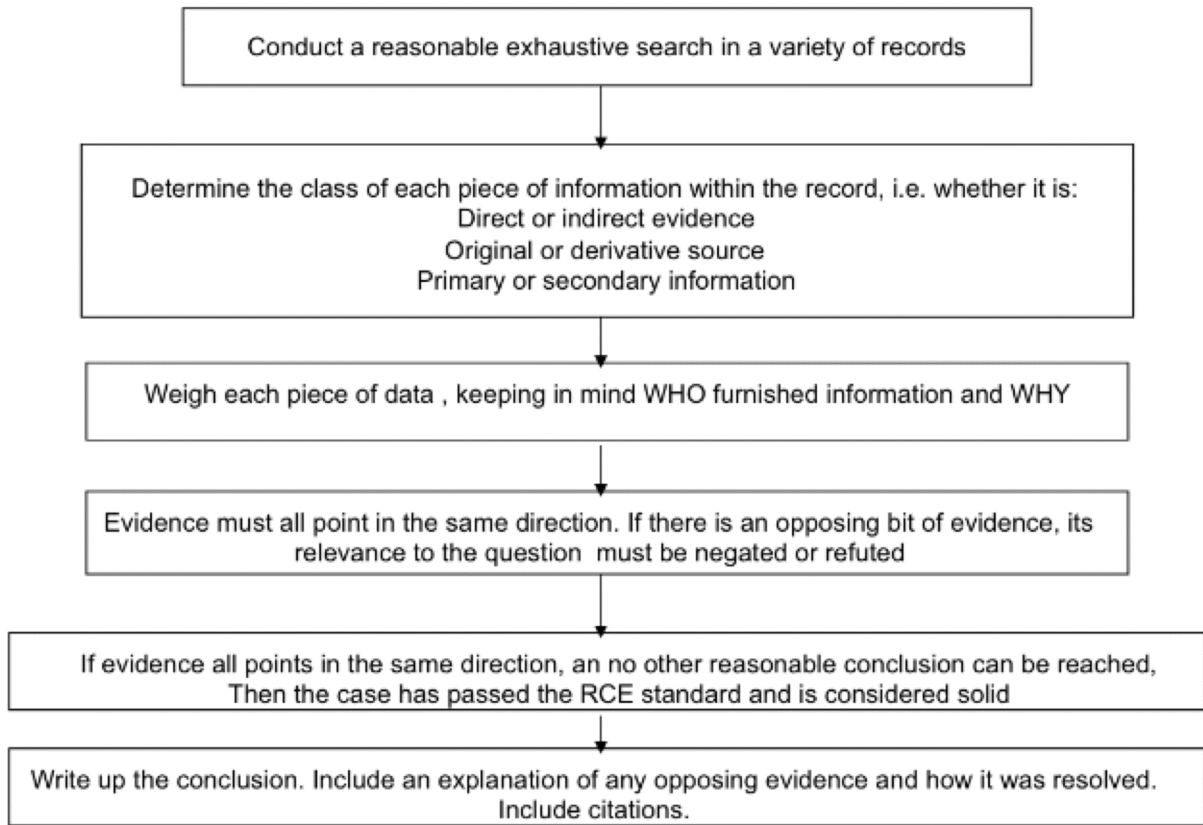 Conduct a reasonable exhaustive search in a variety of records
Determine the class of each piece of information within the record, i.e. whether it is:
Direct or indirect evidence
Original or derivative source
Primary or secondary information
Weigh each piece of data , keeping in mind WHO furnished information and WHY
Evidence must all point in the same direction. If there is an opposing bit of evidence, its
relevance to the question must be negated or refuted
If evidence all points in the same direction, an no other reasonable conclusion can be reached,
Then the case has passed the RCE standard and is considered solid
Write up the conclusion. Include an explanation of any opposing evidence and how it was resolved.
Include citations.